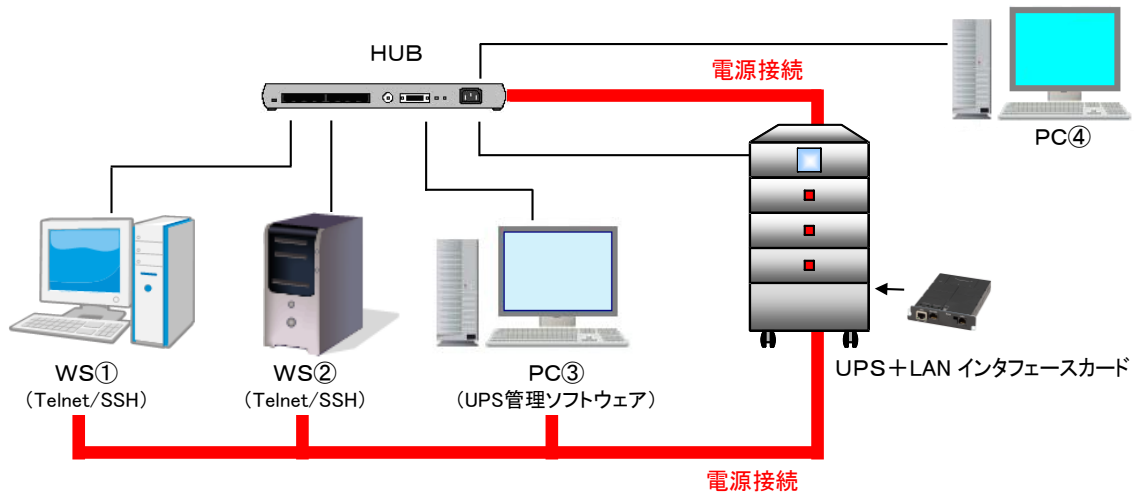 HUB
電源接続
PC④
WS①
(Telnet/SSH)
WS②
(Telnet/SSH)
PC③
(UPS管理ソフトウェア)
UPS+LAN インタフェースカード
電源接続